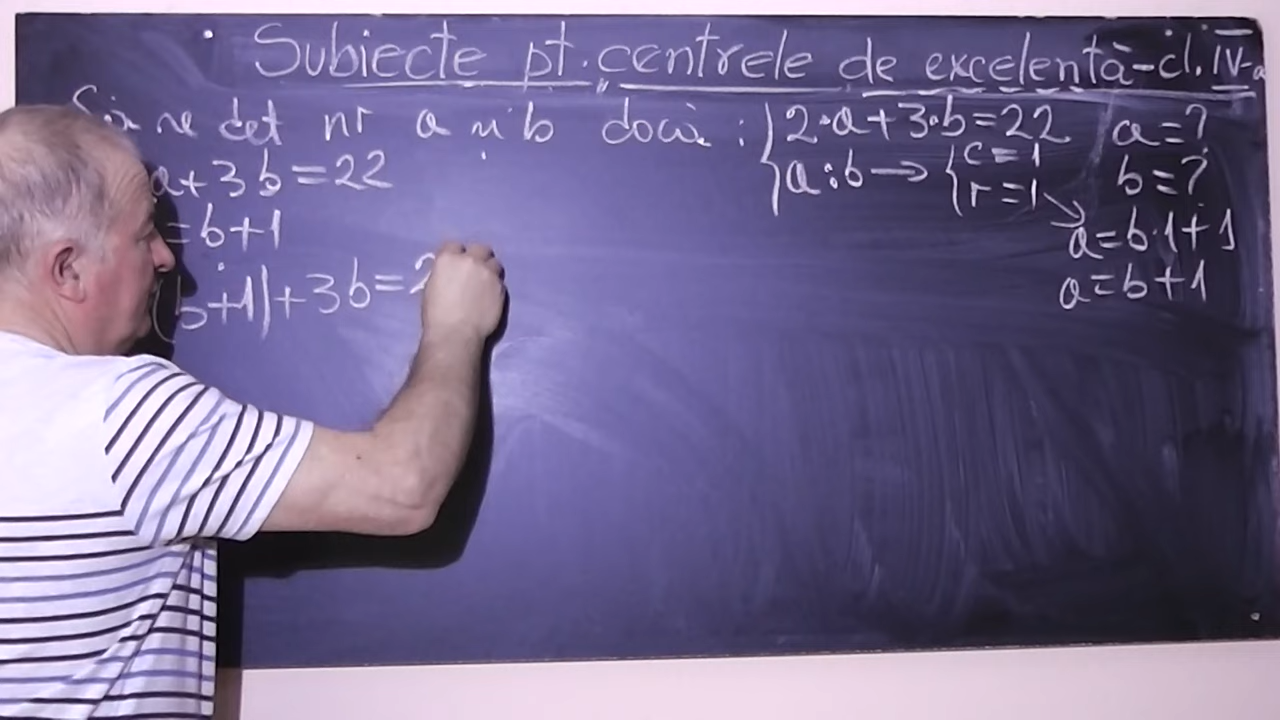 Subiecte pt. centrele de excelență - cl. IV-a
Să se det nr a și b dacă : { 2·a+3·b=22 a=?
a:b → { c=1 b=?
r=1
a+3b=22
=b+1
a=b·1+1
(b+1)+3b=2
a=b+1